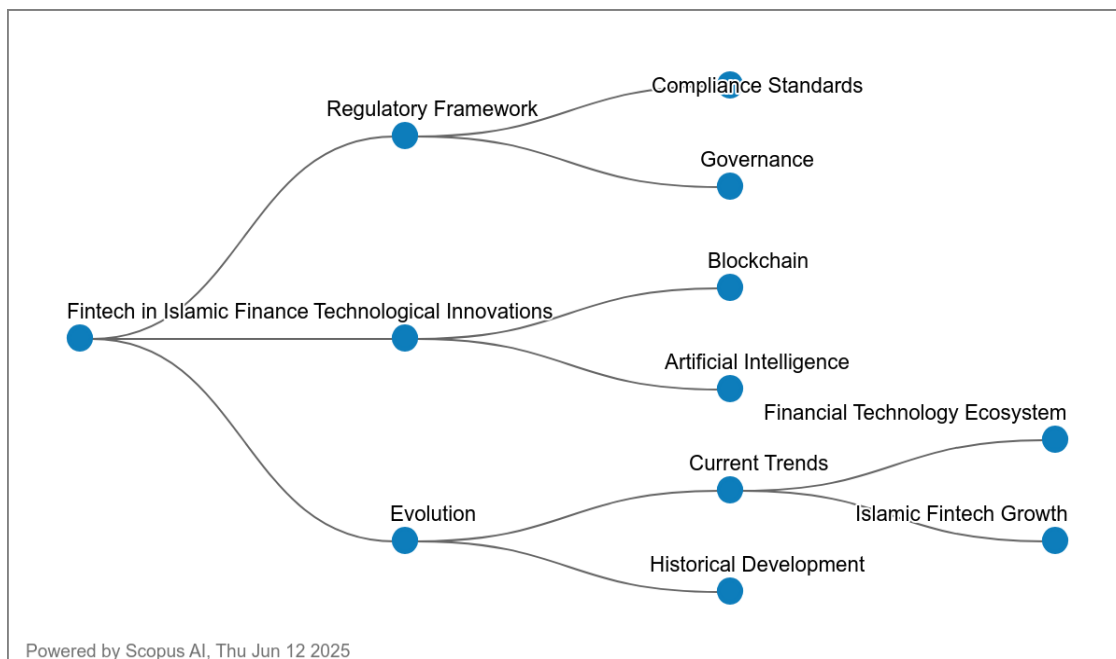 Compliance Standards
Regulatory Framework
Governance
Blockchain
Fintech in Islamic Finance
Technological Innovations
Artificial Intelligence
Financial Technology Ecosystem
Current Trends
Evolution
Islamic Fintech Growth
Historical Development
Powered by Scopus AI, Thu Jun 12 2025